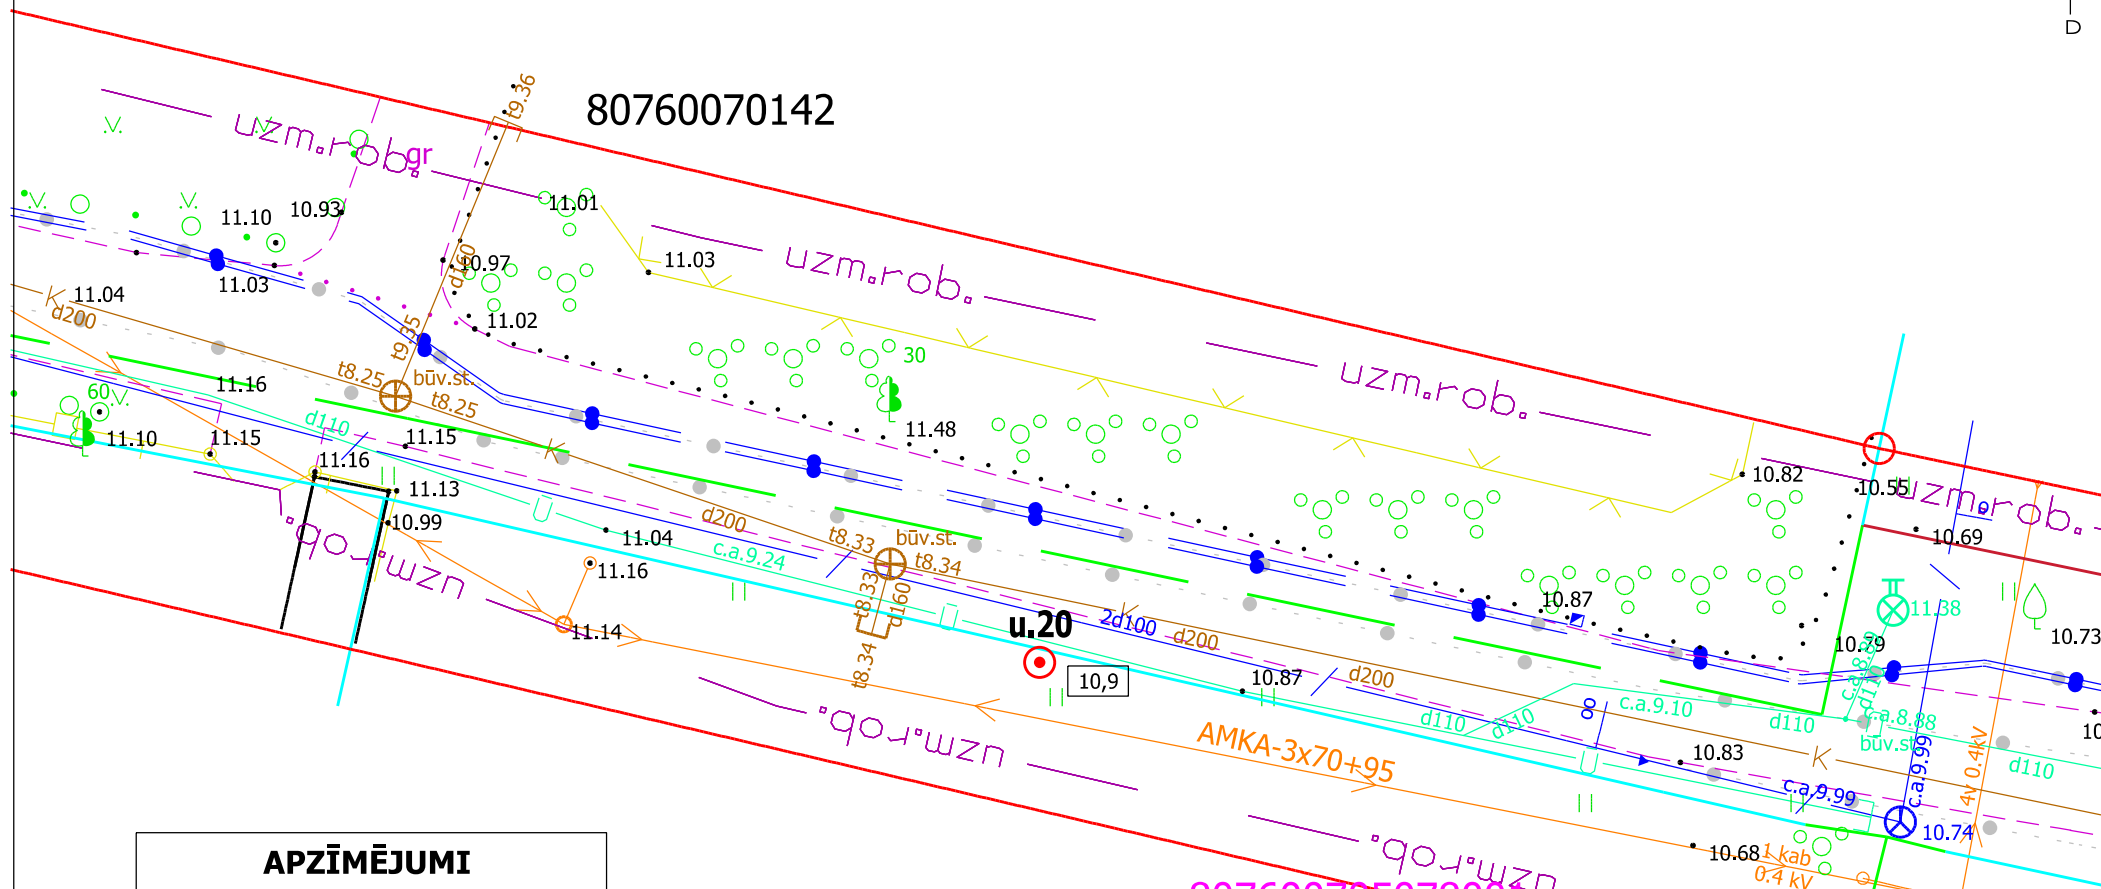 D
80760070142
t9.36
uzm.rob.
gr
11.01
11.10
10.93
11.03
10.97
d160
11.03
uzm.rob.
11.04
d200
11.02
t9.35
uzm.rob.
30
t8.25
būv.st.
t8.25
11.16
60
11.10
11.15
d110
11.15
11.16
11.13
11.48
10.82
10.55
uzm.rob.
10.99
d200
11.04
c.a.9.24
t8.33
būv.st.
t8.34
10.69
uzm.rob.
11.16
t8.33
d160
10.87
11.38
11.14
u.20
2d100
d200
10.79
10.73
t8.34
10,9
10.87
d200
c.a.8.88
d110
uzm.rob.
d110
d110
c.a.9.10
d110
c.a.8.88
būv.st.
AMKA-3x70+95
10.83
c.a.9.99
4v 0.4kV
d110
c.a.9.99
10.74
uzm.rob.
10.68
1 kab
0.4 kV
APZĪMĒJUMI